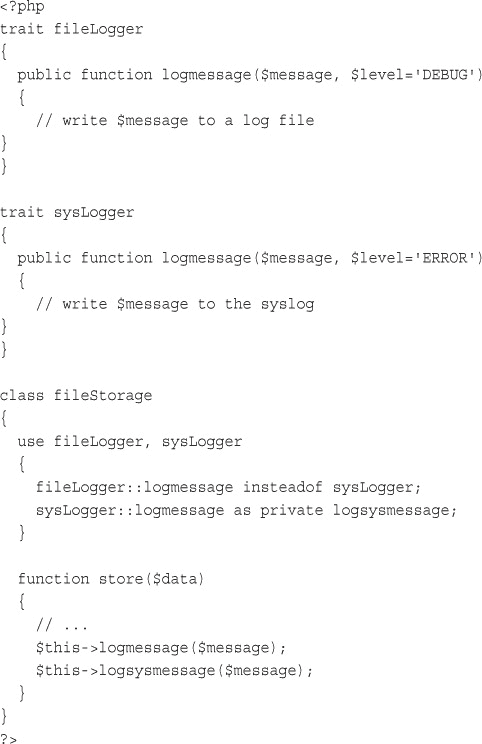 <?php
trait fileLogger
{
  public function logmessage($message, $level='DEBUG')
  {
    // write $message to a log file
}
}

trait sysLogger
{
  public function logmessage($message, $level='ERROR')
  {
    // write $message to the syslog
}
}

class fileStorage
{
  use fileLogger, sysLogger
  {
    fileLogger::logmessage insteadof sysLogger;
    sysLogger::logmessage as private logsysmessage;
  }

  function store($data)
  {
    // ...
    $this->logmessage($message);
    $this->logsysmessage($message);
  }
}
?>